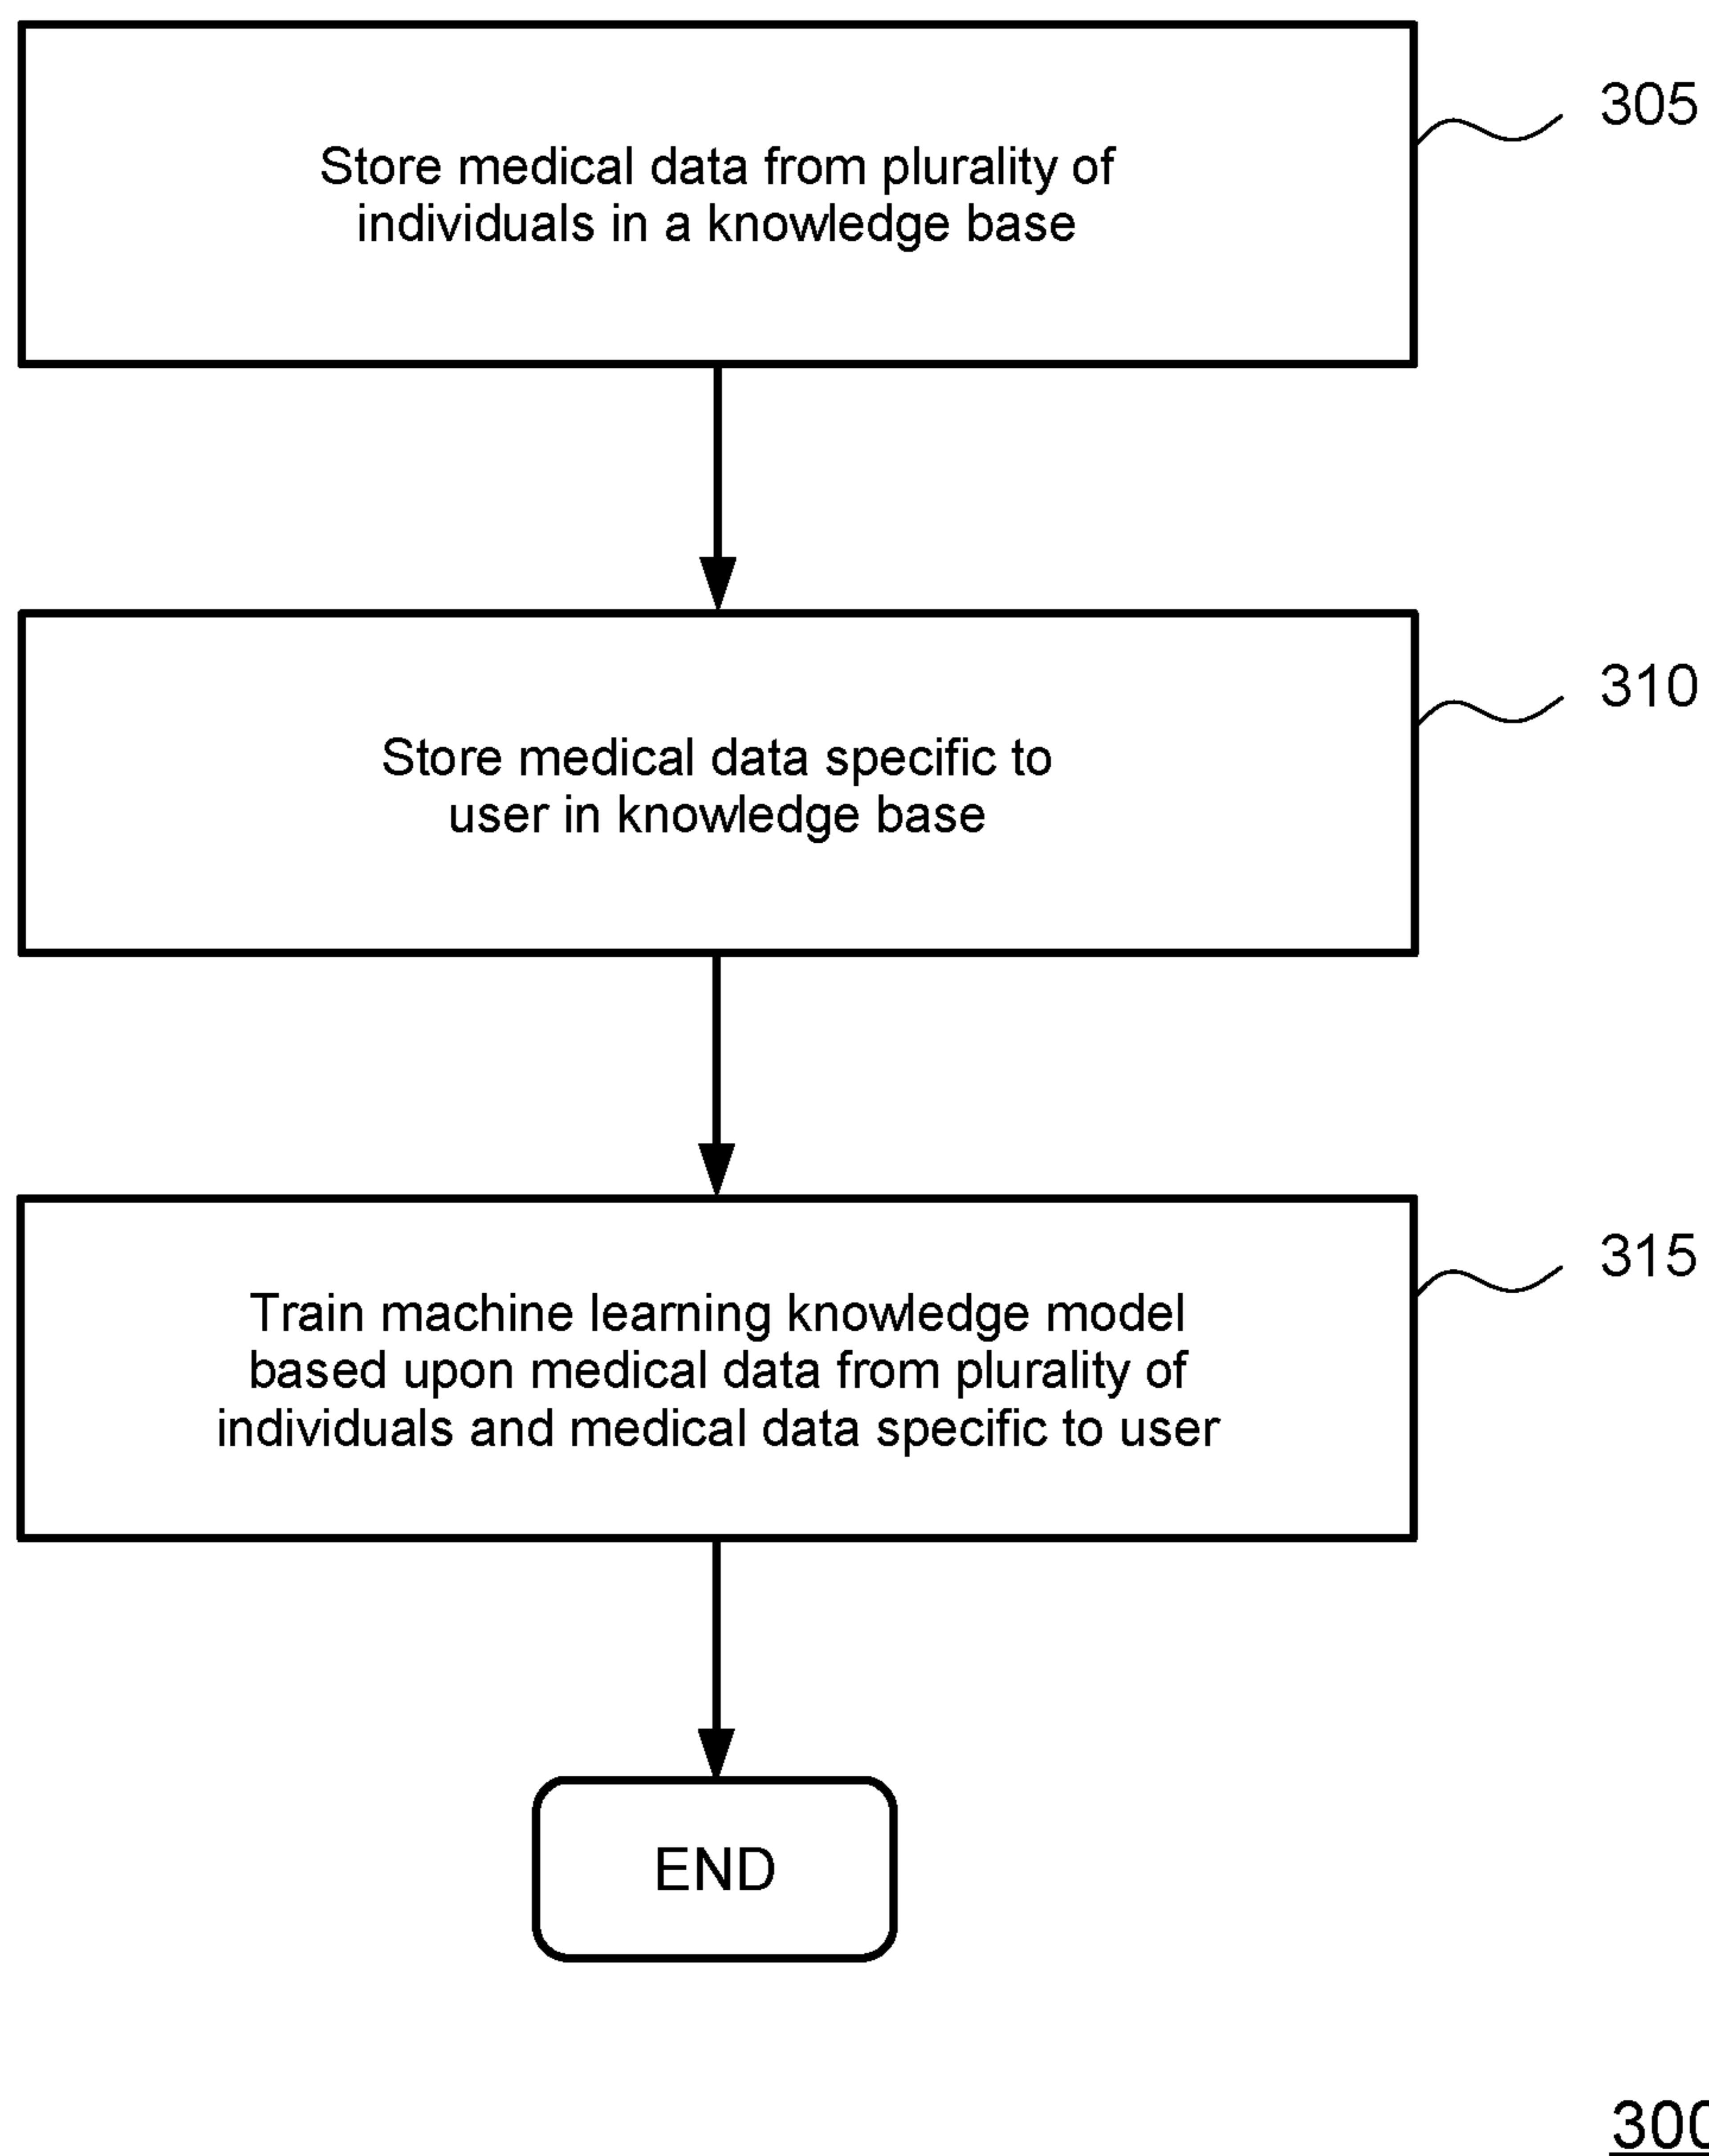 Store medical data from plurality of
individuals in a knowledge base
305
Store medical data specific to
user in knowledge base
310
Train machine learning knowledge model
based upon medical data from plurality of
individuals and medical data specific to user
315
END
300